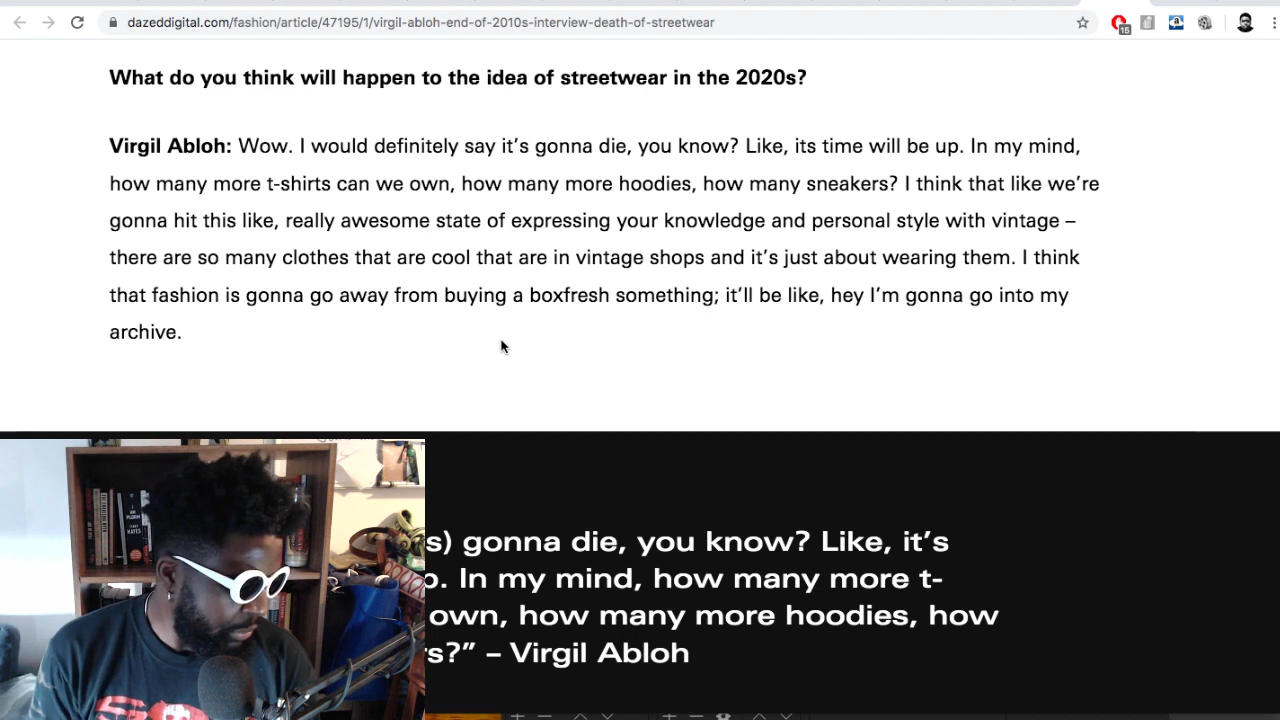 dazeddigital.com/fashion/article/47195/1/virgil-abloh-end-of-2010s-interview-death-of-streetwear
15
What do you think will happen to the idea of streetwear in the 2020s?
Virgil Abloh: Wow. I would definitely say it’s gonna die, you know? Like, its time will be up. In my mind,
how many more t-shirts can we own, how many more hoodies, how many sneakers? I think that like we’re
gonna hit this like, really awesome state of expressing your knowledge and personal style with vintage –
there are so many clothes that are cool that are in vintage shops and it’s just about wearing them. I think
that fashion is gonna go away from buying a boxfresh something; it’ll be like, hey I’m gonna go into my
archive.
s) gonna die, you know? Like, it’s
o. In my mind, how many more t-
own, how many more hoodies, how
rs?” – Virgil Abloh
I AM